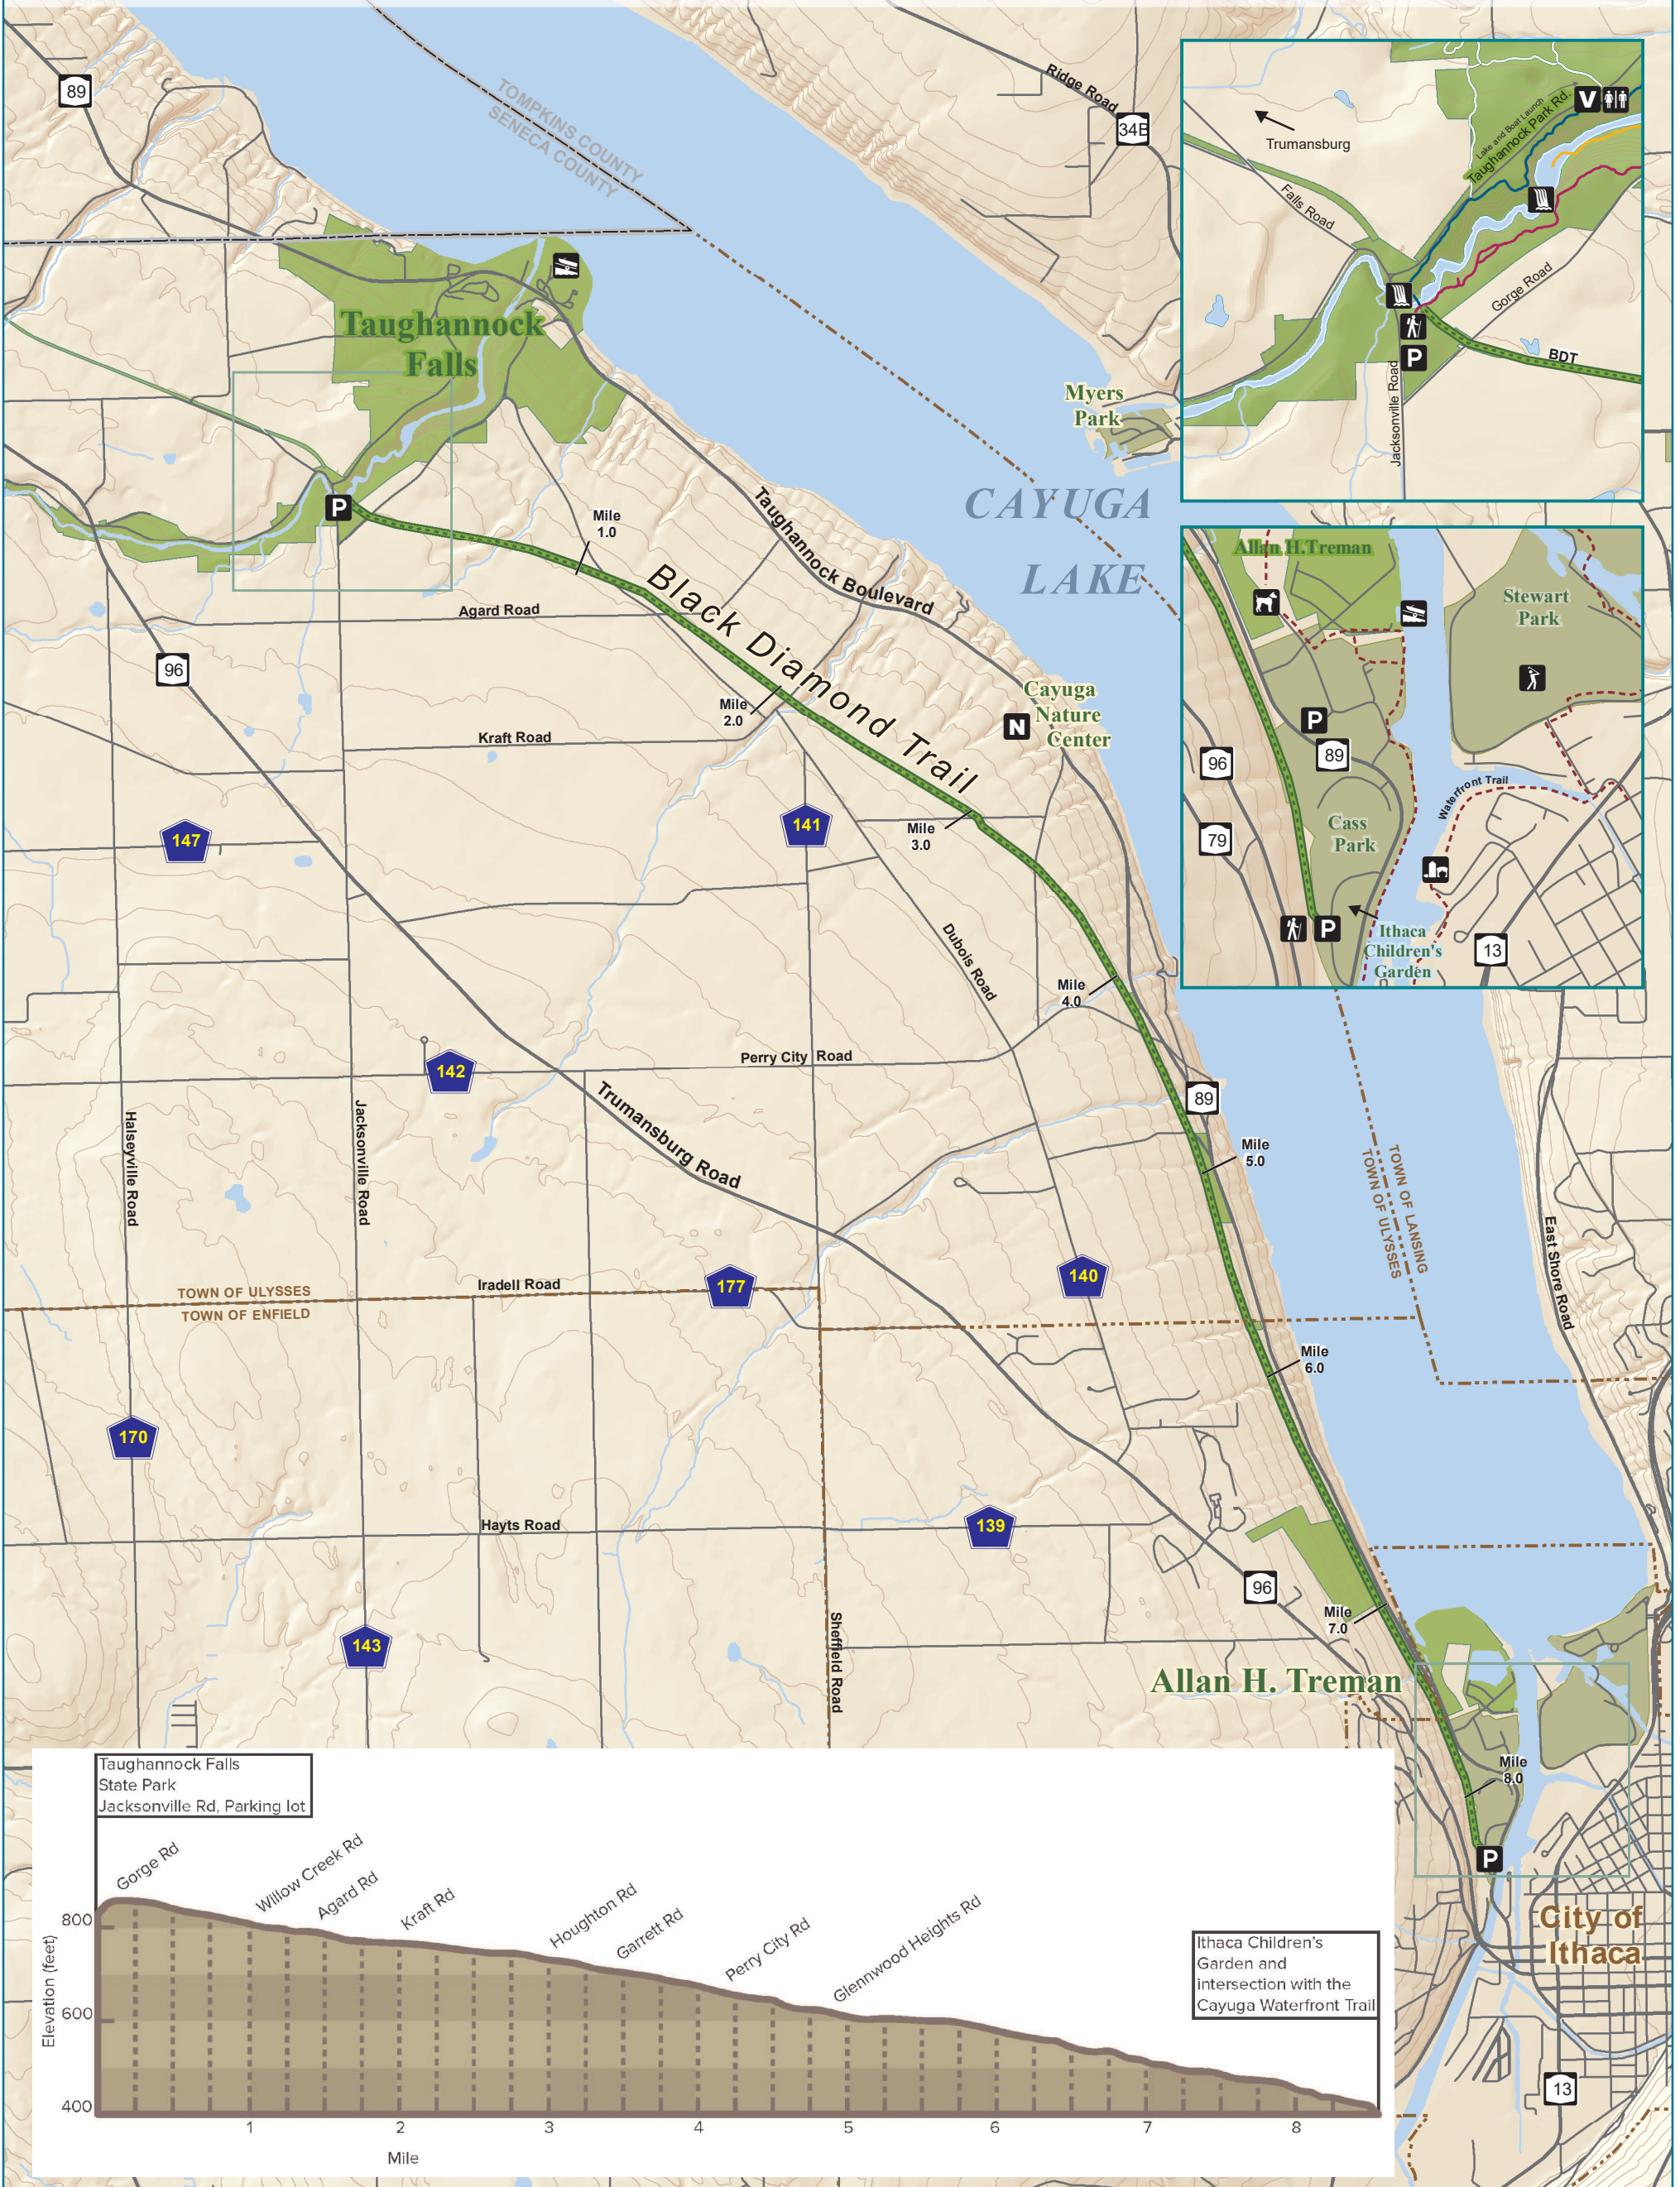 89
TOMPKINS COUNTY
SENECA COUNTY
Ridge Road
34B
Trumansburg
Falls Road
Lake and Boat Launch
Taughannock Park Rd.
V
Gorge Road
P
BDT
Jacksonville Road
Taughannock
Falls
P
Myers
Park
CAYUGA
LAKE
Mile
1.0
Taughannock Boulevard
Black Diamond Trail
Agard Road
96
Mile
2.0
Kraft Road
Cayuga
Nature
Center
N
147
141
Mile
3.0
Dubois Road
Mile
4.0
Allan H.Treman
Stewart
Park
P
89
96
79
Waterfront Trail
Cass
Park
P
Ithaca
Children's
Garden
13
142
Perry City Road
Halseyville Road
Jacksonville Road
Trumansburg Road
89
Mile
5.0
TOWN OF LANSING
TOWN OF ULYSSES
East Shore Road
TOWN OF ULYSSES
TOWN OF ENFIELD
Iradell Road
177
140
Mile
6.0
170
Hayts Road
139
96
Mile
7.0
143
Sheffield Road
Allan H. Treman
Mile
8.0
P
City of
Ithaca
13
Taughannock Falls
State Park
Jacksonville Rd, Parking lot
Gorge Rd
Willow Creek Rd
Agard Rd
Kraft Rd
Houghton Rd
Garrett Rd
Perry City Rd
Glennwood Heights Rd
Ithaca Children's
Garden and
intersection with the
Cayuga Waterfront Trail
Elevation (feet)
800
600
400
1 2 3 4 5 6 7 8
Mile